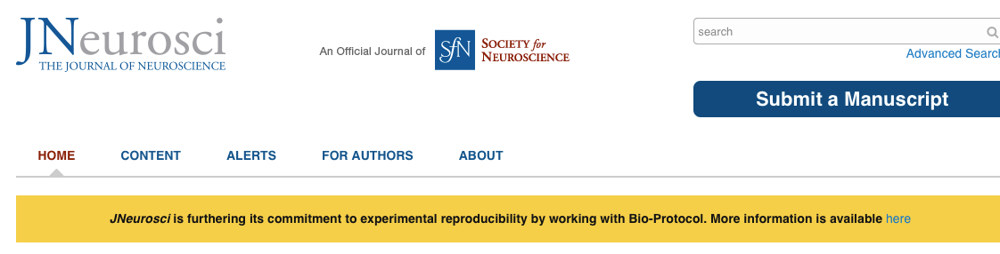 JNeurosci
THE JOURNAL OF NEUROSCIENCE
An Official Journal of
SfN
SOCIETY for
NEUROSCIENCE
search
Advanced Search
Submit a Manuscript
HOME CONTENT ALERTS FOR AUTHORS ABOUT
JNeurosci is furthering its commitment to experimental reproducibility by working with Bio-Protocol. More information is available here